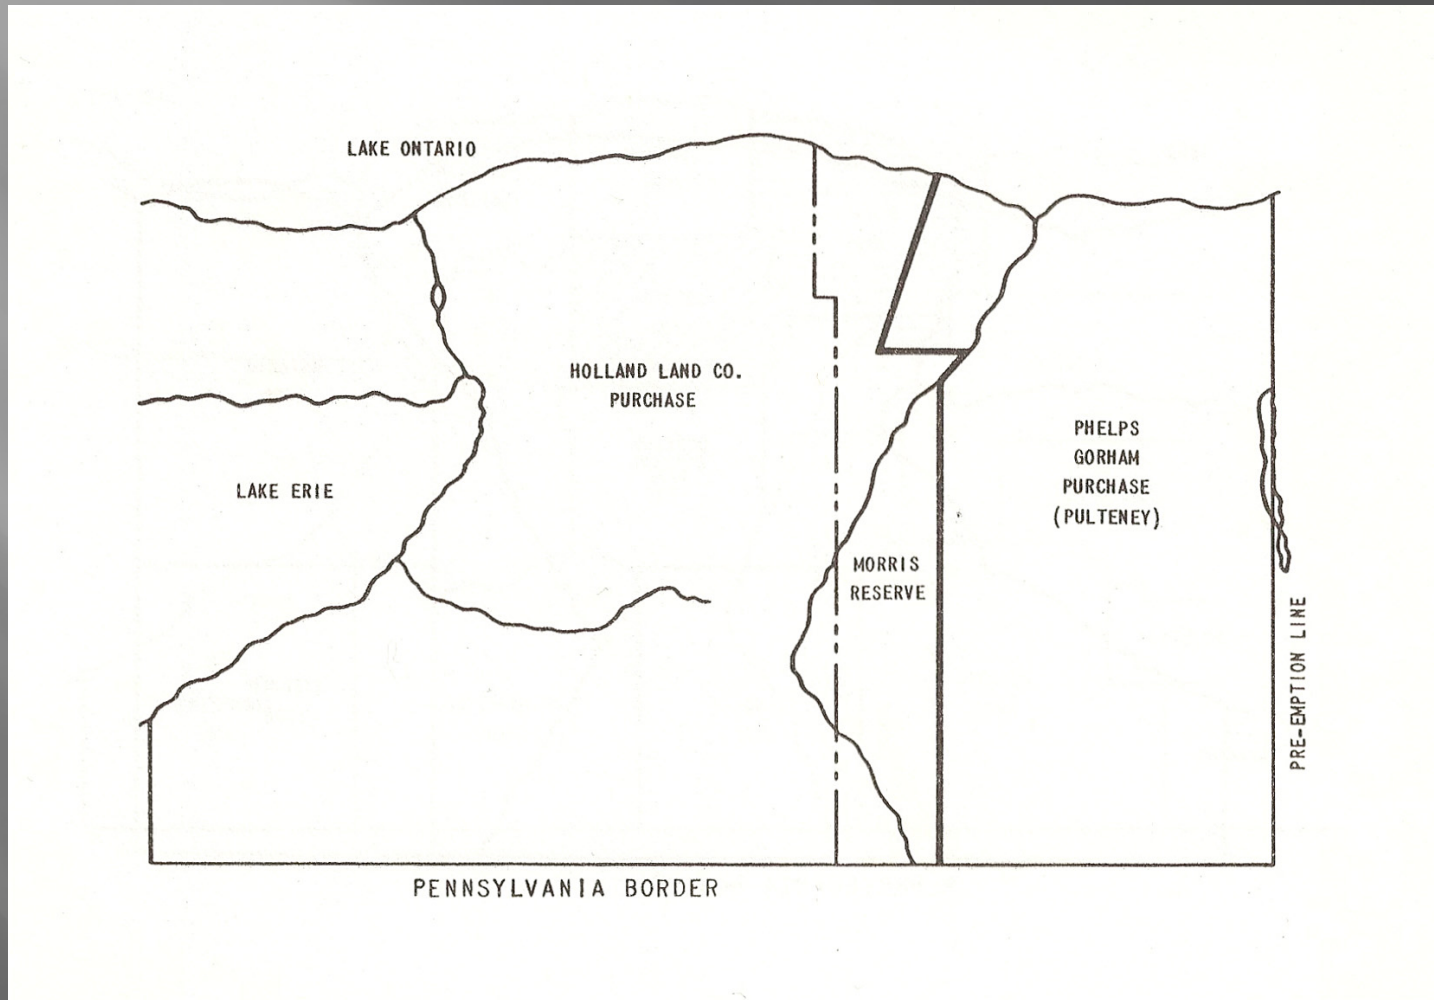 LAKE ONTARIO
HOLLAND LAND CO.
PURCHASE
PHELPS
GORHAM
PURCHASE
(PULTENEY)
LAKE ERIE
MORRIS
RESERVE
PRE-EMPTION LINE
PENNSYLVANIA BORDER